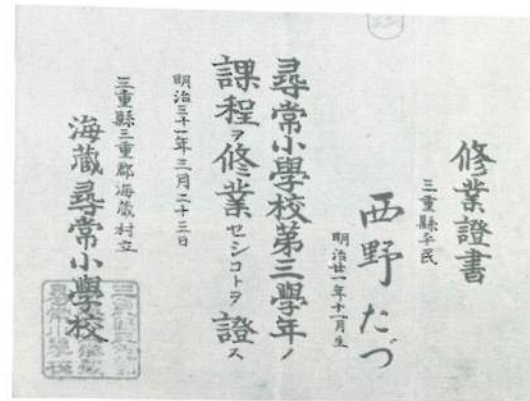 修業證書
三重縣平民
西野たづ
明治廿一年十一月生
尋常小學校第三學年ノ
課程ヲ修業セシコトヲ證ス
明治三十一年三月二十三日
三重縣三重郡海蔵村立
海蔵尋常小學校